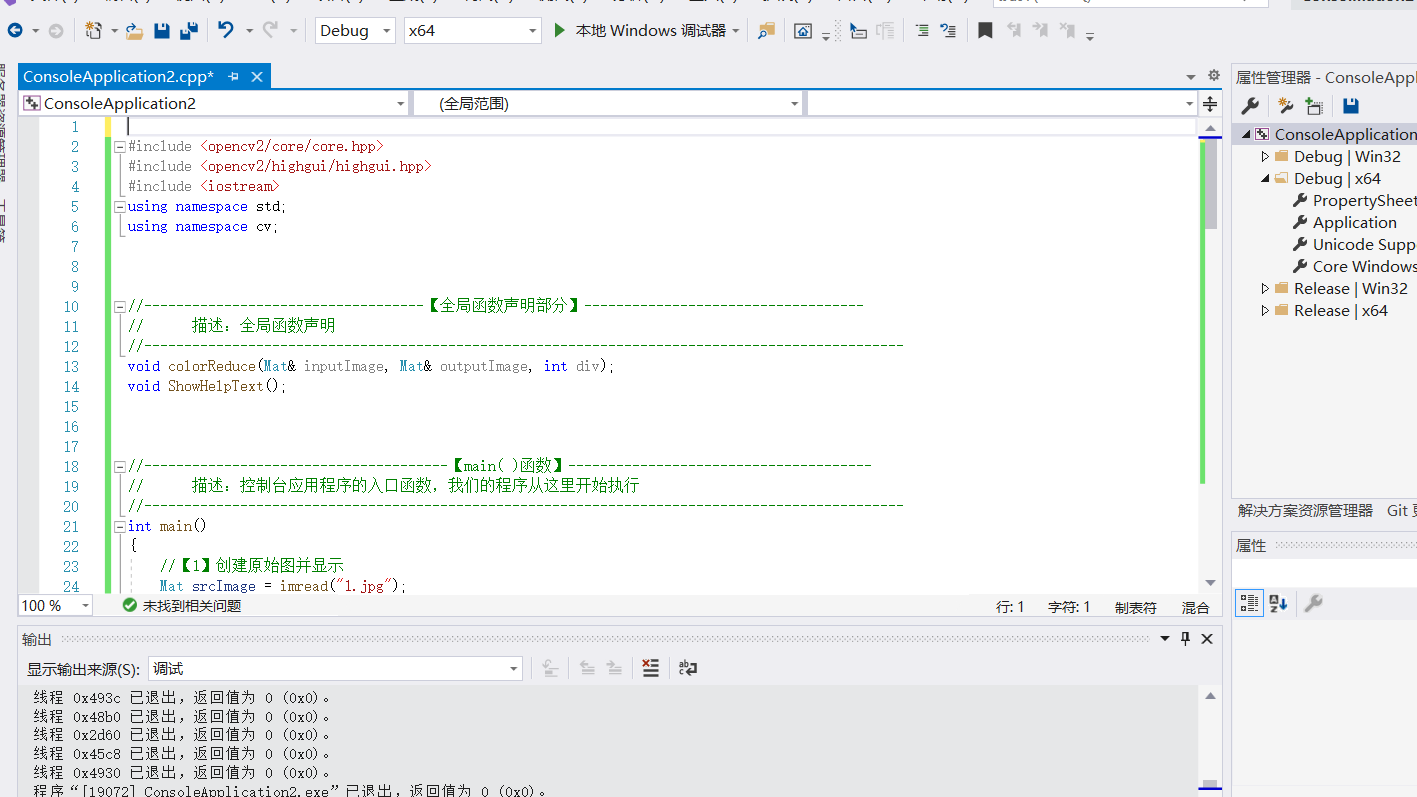 Debug
x64
本地 Windows 调试器
ConsoleApplication2.cpp*
属性管理器 - ConsoleAppl
ConsoleApplication2
(全局范围)
1
2 #include <opencv2/core/core.hpp>
3 #include <opencv2/highgui/highgui.hpp>
4 #include <iostream>
5 using namespace std;
6 using namespace cv;
7
8
9
10 //-----------------------------------【全局函数声明部分】-----------------------------------
11 //      描述：全局函数声明
12 //-----------------------------------------------------------------------------------------------
13 void colorReduce(Mat& inputImage, Mat& outputImage, int div);
14 void ShowHelpText();
15
16
17
18 //--------------------------------------【main( )函数】--------------------------------------
19 //      描述：控制台应用程序的入口函数，我们的程序从这里开始执行
20 //-----------------------------------------------------------------------------------------------
21 int main()
22 {
23     //【1】创建原始图并显示
24     Mat srcImage = imread("1.jpg");
100 %
未找到相关问题
行: 1
字符: 1
制表符
混合
输出
显示输出来源(S):
调试
线程 0x493c 已退出，返回值为 0 (0x0)。
线程 0x48b0 已退出，返回值为 0 (0x0)。
线程 0x2d60 已退出，返回值为 0 (0x0)。
线程 0x45c8 已退出，返回值为 0 (0x0)。
线程 0x4930 已退出，返回值为 0 (0x0)。
程序“[19072] ConsoleApplication2.exe”已退出，返回值为 0 (0x0)。
ConsoleApplication
Debug | Win32
Debug | x64
PropertySheet
Application
Unicode Supp
Core Windows
Release | Win32
Release | x64
解决方案资源管理器
Git
属性